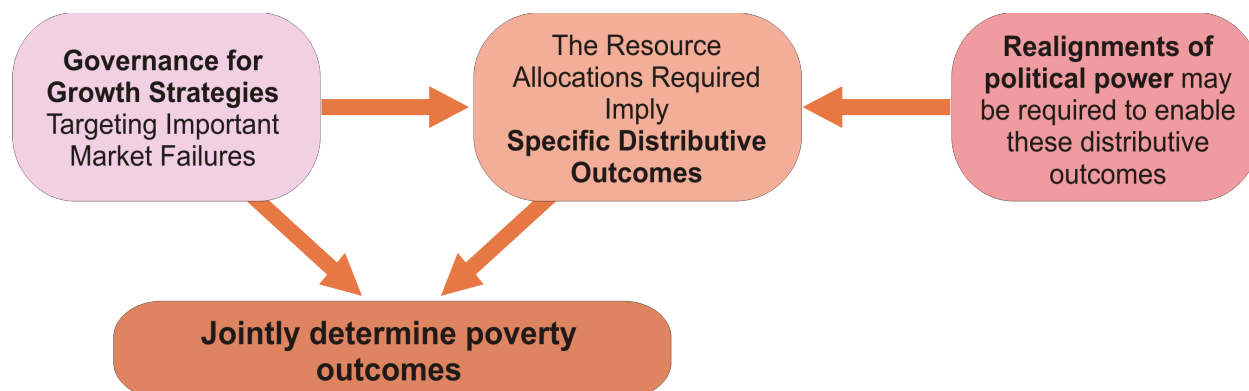 Governance for
Growth Strategies
Targeting Important
Market Failures
The Resource
Allocations Required
Imply
Specific Distributive
Outcomes
Realignments of
political power may
be required to enable
these distributive
outcomes
Jointly determine poverty
outcomes